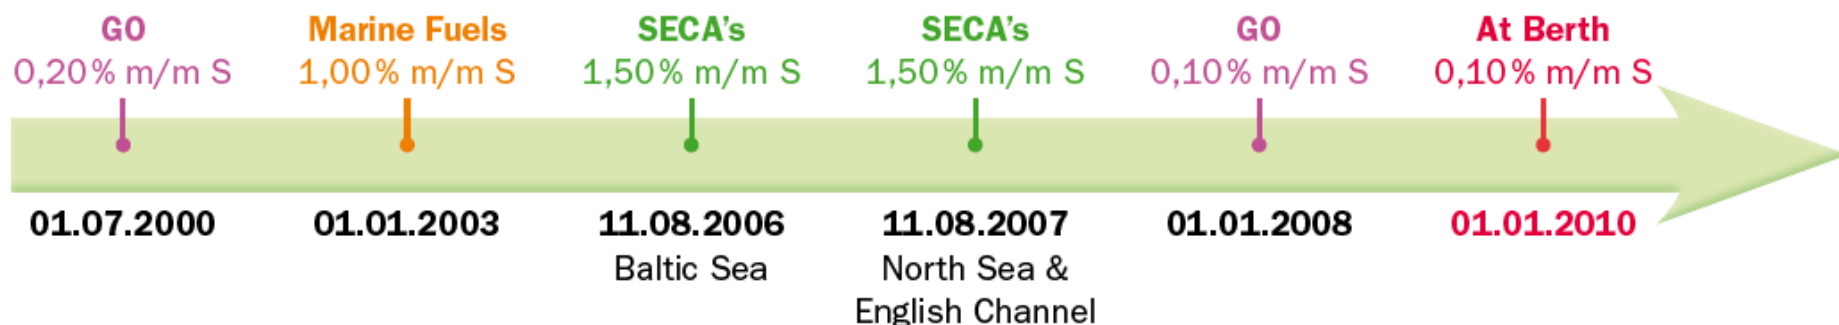 GO
0,20% m/m S
Marine Fuels
1,00% m/m S
SECA's
1,50% m/m S
SECA's
1,50% m/m S
GO
0,10% m/m S
At Berth
0,10% m/m S
01.07.2000
01.01.2003
11.08.2006
Baltic Sea
11.08.2007
North Sea &
English Channel
01.01.2008
01.01.2010